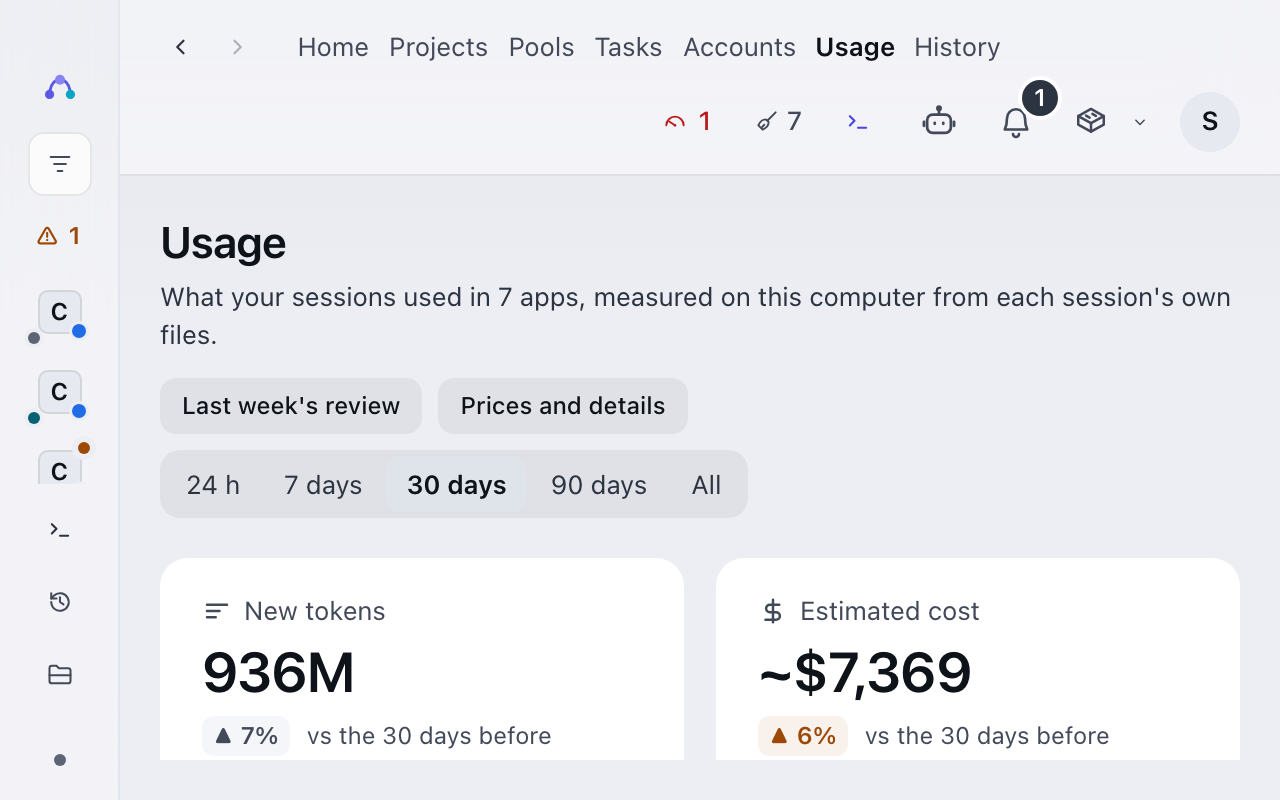 Home Projects Pools Tasks Accounts Usage History
1 7 1 S
1
C
C
C
Usage
What your sessions used in 7 apps, measured on this computer from each session's own
files.
Last week's review Prices and details
24 h 7 days 30 days 90 days All
New tokens
936M
▲ 7% vs the 30 days before
Estimated cost
~$7,369
▲ 6% vs the 30 days before